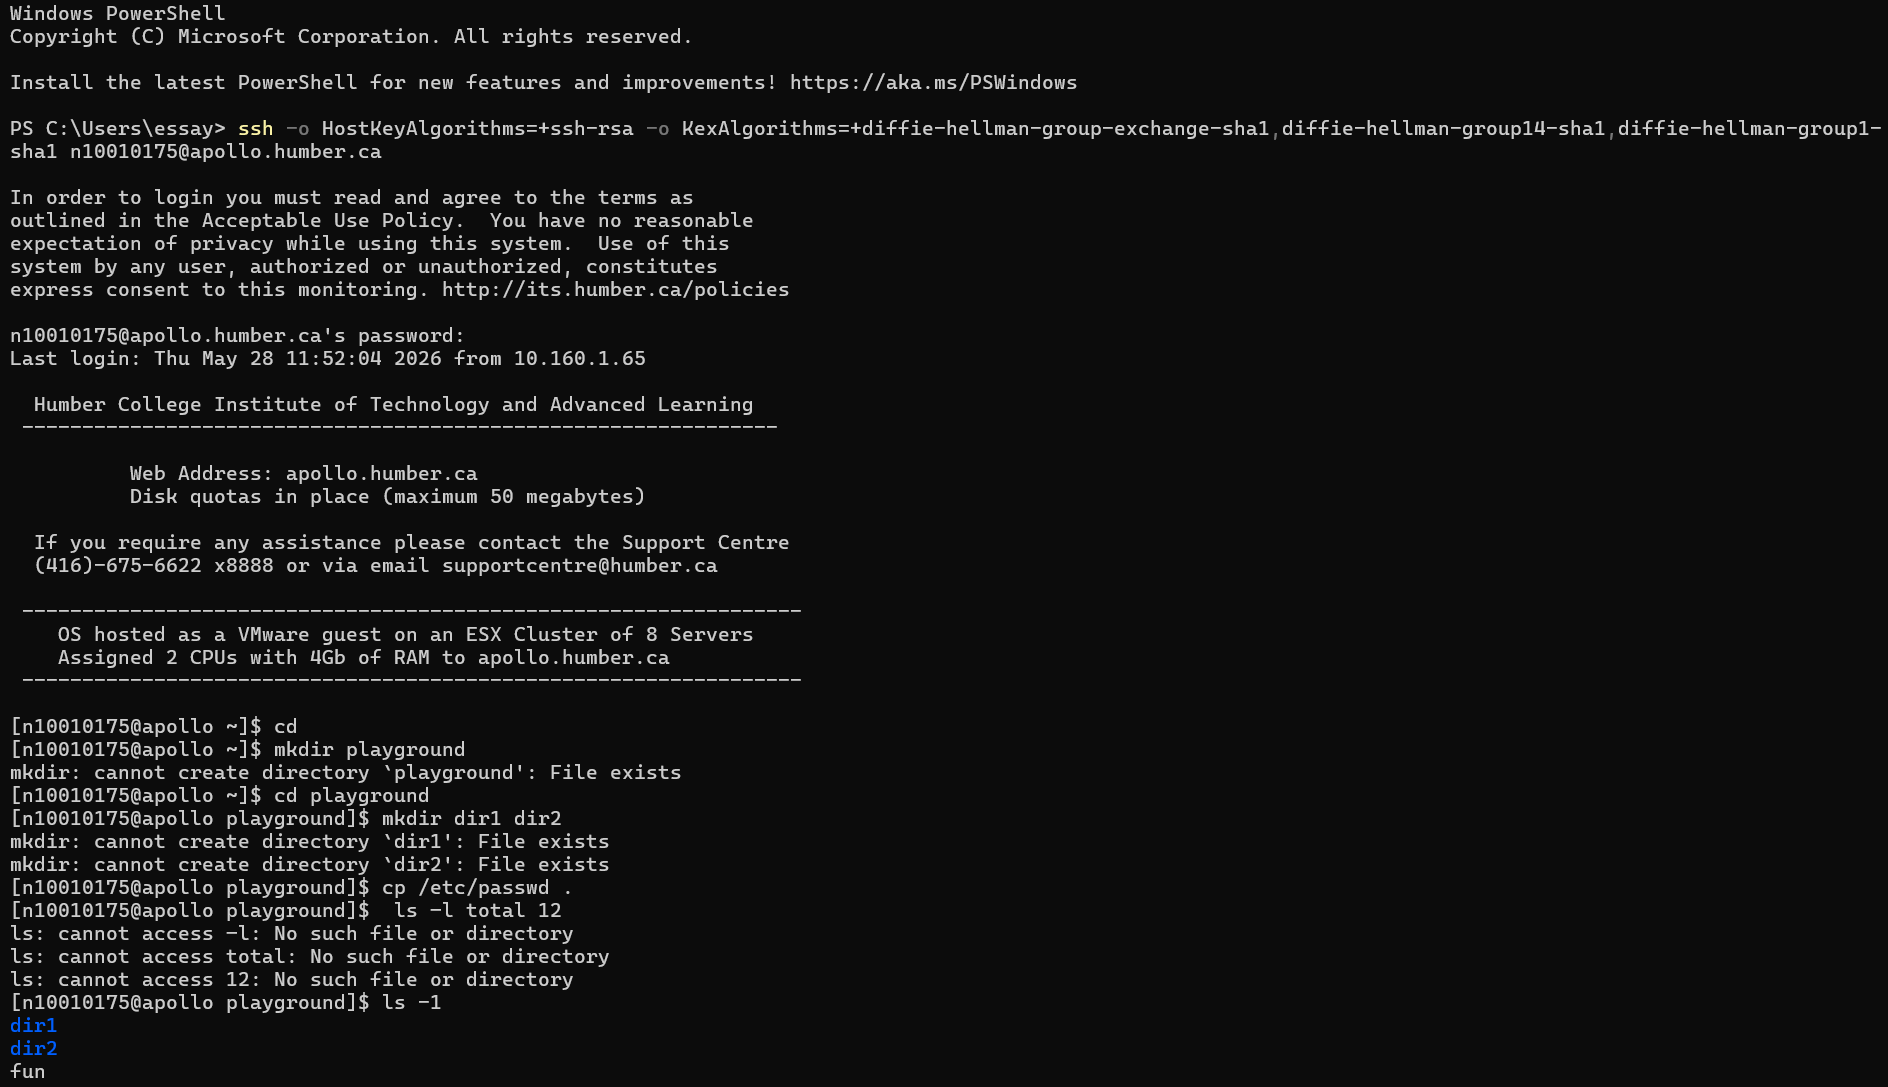 Windows PowerShell
Copyright (C) Microsoft Corporation. All rights reserved.
Install the latest PowerShell for new features and improvements! https://aka.ms/PSWindows
PS C:\Users\essay> ssh -o HostKeyAlgorithms=+ssh-rsa -o KexAlgorithms=+diffie-hellman-group-exchange-sha1,diffie-hellman-group14-sha1,diffie-hellman-group1-
sha1 n10010175@apollo.humber.ca
In order to login you must read and agree to the terms as
outlined in the Acceptable Use Policy.  You have no reasonable
expectation of privacy while using this system.  Use of this
system by any user, authorized or unauthorized, constitutes
express consent to this monitoring. http://its.humber.ca/policies
n10010175@apollo.humber.ca's password:
Last login: Thu May 28 11:52:04 2026 from 10.160.1.65
Humber College Institute of Technology and Advanced Learning
---------------------------------------------------------------
Web Address: apollo.humber.ca
Disk quotas in place (maximum 50 megabytes)
If you require any assistance please contact the Support Centre
(416)-675-6622 x8888 or via email supportcentre@humber.ca
-----------------------------------------------------------------
OS hosted as a VMware guest on an ESX Cluster of 8 Servers
Assigned 2 CPUs with 4Gb of RAM to apollo.humber.ca
-----------------------------------------------------------------
[n10010175@apollo ~]$ cd
[n10010175@apollo ~]$ mkdir playground
mkdir: cannot create directory `playground': File exists
[n10010175@apollo ~]$ cd playground
[n10010175@apollo playground]$ mkdir dir1 dir2
mkdir: cannot create directory `dir1': File exists
mkdir: cannot create directory `dir2': File exists
[n10010175@apollo playground]$ cp /etc/passwd .
[n10010175@apollo playground]$  ls –l total 12
ls: cannot access –l: No such file or directory
ls: cannot access total: No such file or directory
ls: cannot access 12: No such file or directory
[n10010175@apollo playground]$ ls -1
dir1
dir2
fun